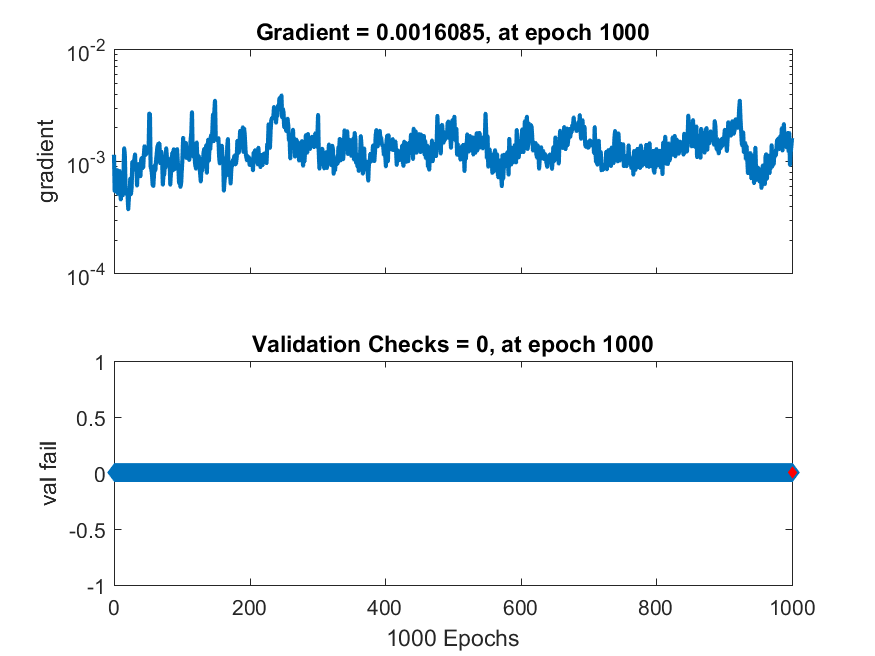 Gradient = 0.0016085, at epoch 1000
10^-2
10^-3
10^-4
gradient
Validation Checks = 0, at epoch 1000
1
0.5
0
-0.5
-1
val fail
0 200 400 600 800 1000
1000 Epochs